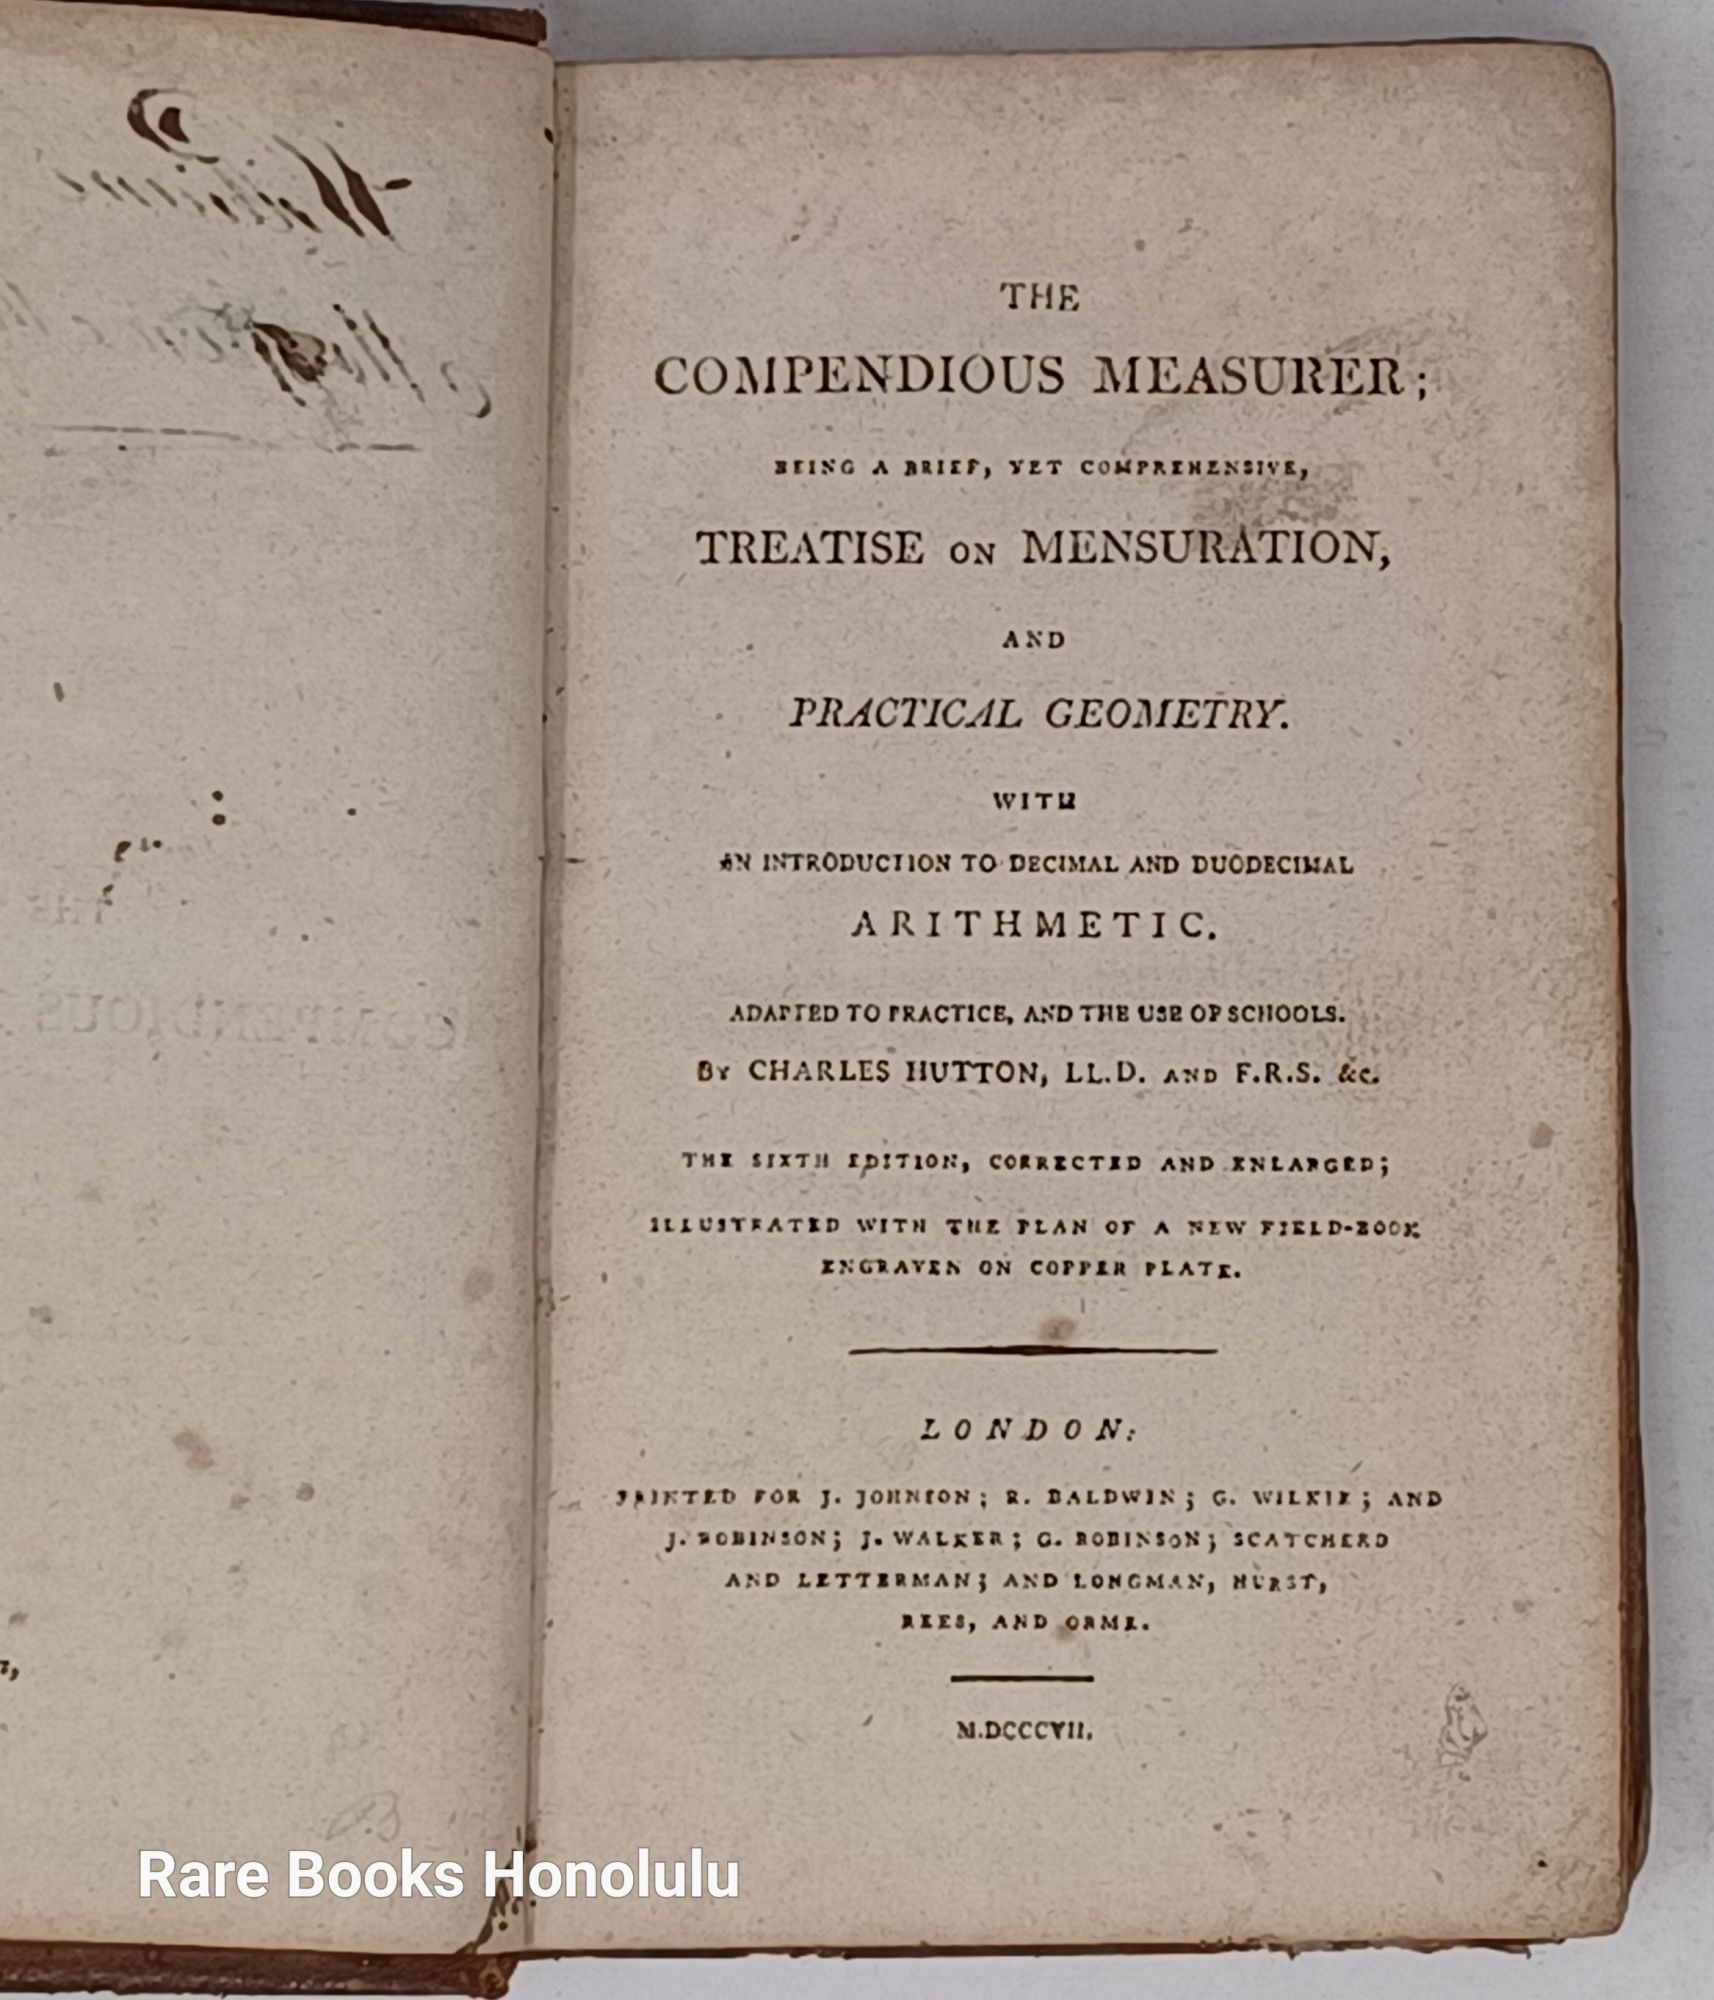 THE
COMPENDIOUS MEASURER;
BEING A BRIEF, YET COMPREHENSIVE,
TREATISE ON MENSURATION,
AND
PRACTICAL GEOMETRY.
WITH
AN INTRODUCTION TO DECIMAL AND DUODECIMAL
ARITHMETIC.
ADAPTED TO PRACTICE, AND THE USE OF SCHOOLS.
BY CHARLES HUTTON, LL.D. AND F.R.S. &c.
THE SIXTH EDITION, CORRECTED AND ENLARGED;
ILLUSTRATED WITH THE PLAN OF A NEW FIELD-BOOK
ENGRAVEN ON COPPER PLATE.
LONDON:
PRINTED FOR J. JOHNSON; R. BALDWIN; G. WILKIE; AND
J. ROBINSON; J. WALKER; G. ROBINSON; SCATCHERD
AND LETTERMAN; AND LONGMAN, HURST,
REES, AND ORME.
M.DCCCVII.
Rare Books Honolulu